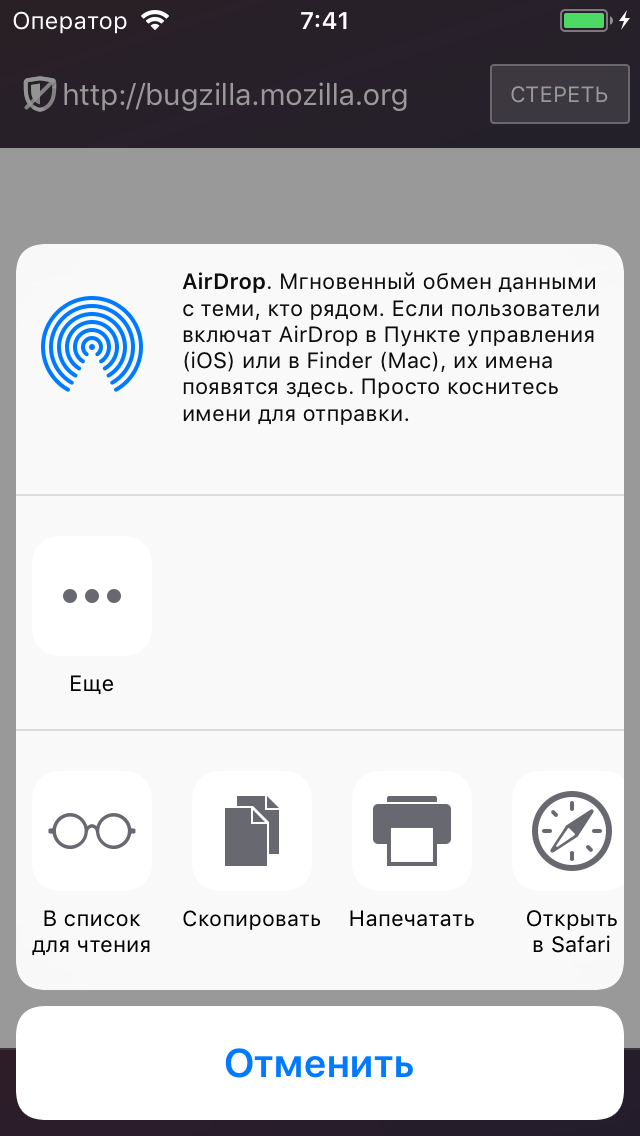 Оператор 7:41
http://bugzilla.mozilla.org СТЕРЕТЬ
AirDrop. Мгновенный обмен данными
с теми, кто рядом. Если пользователи
включат AirDrop в Пункте управления
(iOS) или в Finder (Mac), их имена
появятся здесь. Просто коснитесь
имени для отправки.
Еще
В список
для чтения
Скопировать
Напечатать
Открыть
в Safari
Отменить